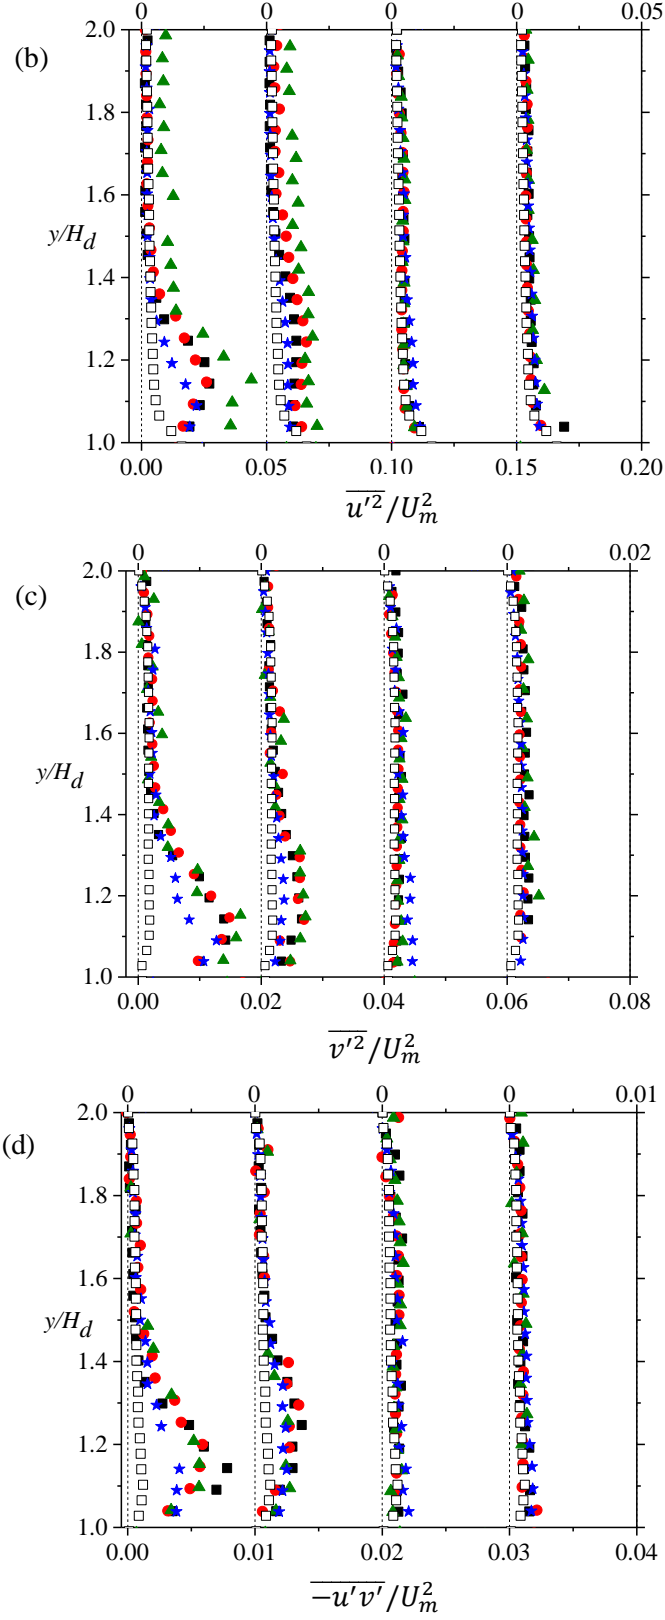 0 0 0 0 0.05
(b)
2.0
1.8
1.6
y/H_d
1.4
1.2
1.0
0.00 0.05 0.10 0.15 0.20
\overline{u'^2}/U_m^2
0 0 0 0 0.02
(c)
2.0
1.8
1.6
y/H_d
1.4
1.2
1.0
0.00 0.02 0.04 0.06 0.08
\overline{v'^2}/U_m^2
0 0 0 0 0.01
(d)
2.0
1.8
1.6
y/H_d
1.4
1.2
1.0
0.00 0.01 0.02 0.03 0.04
\overline{-u'v'}/U_m^2